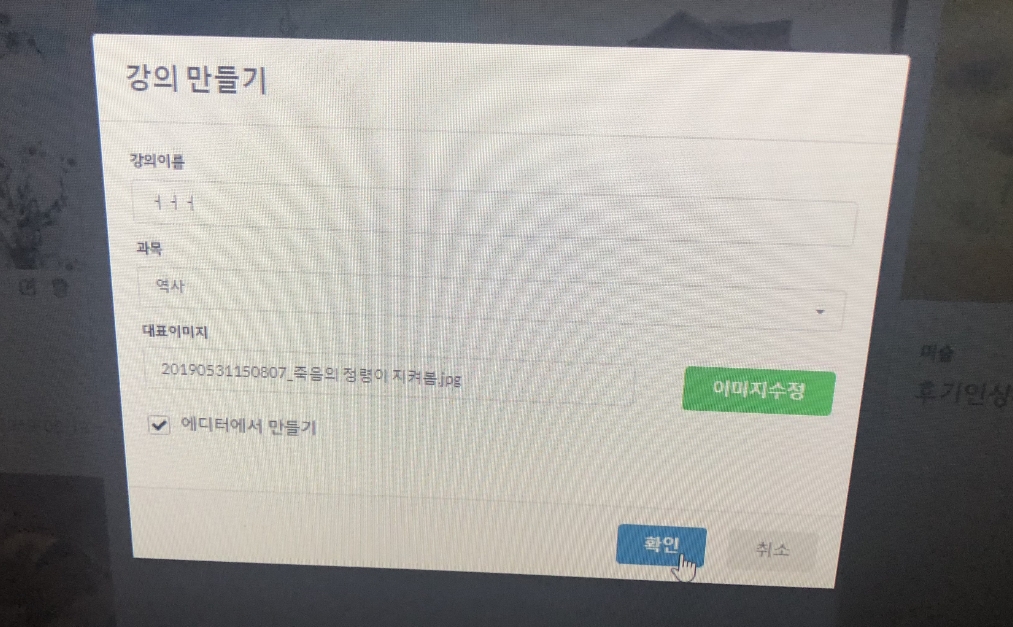 강의 만들기
강의이름
ㅓㅓㅓ
과목
역사
대표이미지
20190531150807_죽음의 정령이 지켜봄.jpg
이미지수정
에디터에서 만들기
확인
취소
미술
후기인상